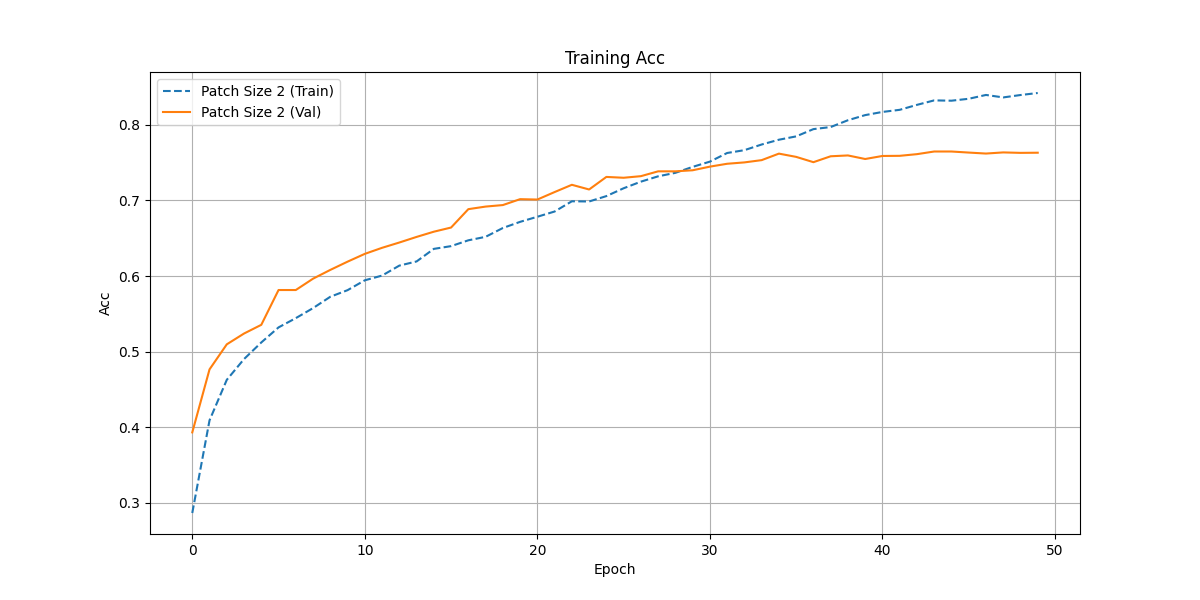 Training Acc
Patch Size 2 (Train)
Patch Size 2 (Val)
Acc
0.8
0.7
0.6
0.5
0.4
0.3
0 10 20 30 40 50
Epoch